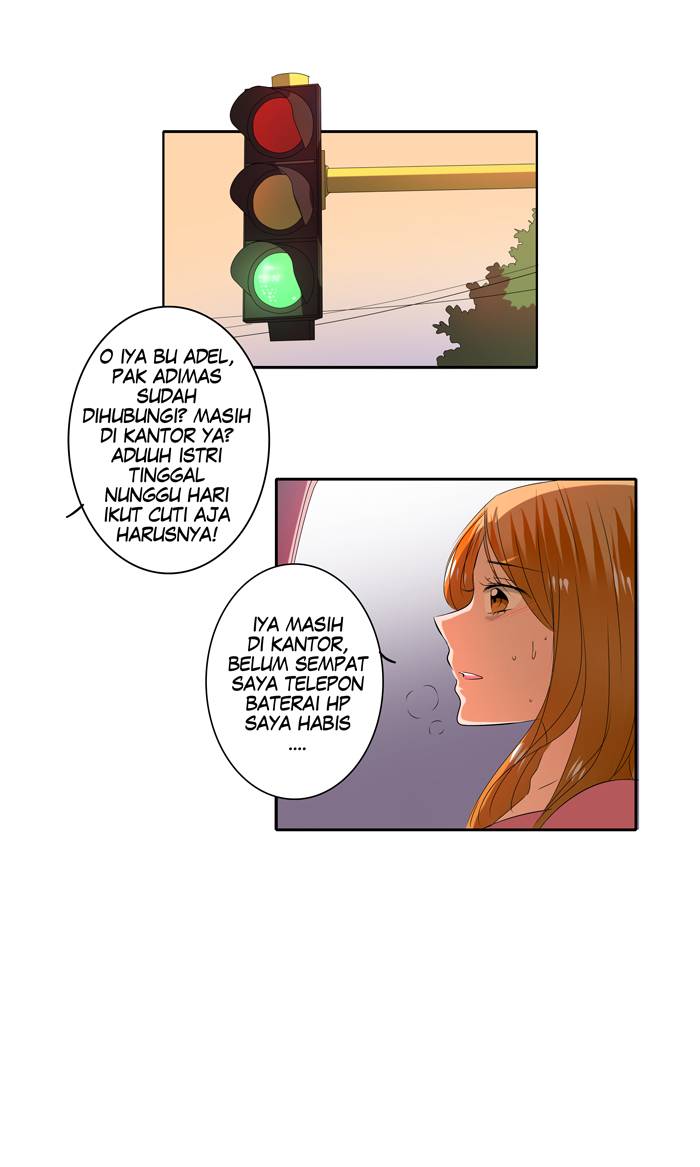 O IYA BU ADEL,
PAK ADIMAS
SUDAH
DIHUBUNGI? MASIH
DI KANTOR YA?
ADUUH ISTRI
TINGGAL
NUNGGU HARI
IKUT CUTI AJA
HARUSNYA!
IYA MASIH
DI KANTOR,
BELUM SEMPAT
SAYA TELEPON
BATERAI HP
SAYA HABIS
....